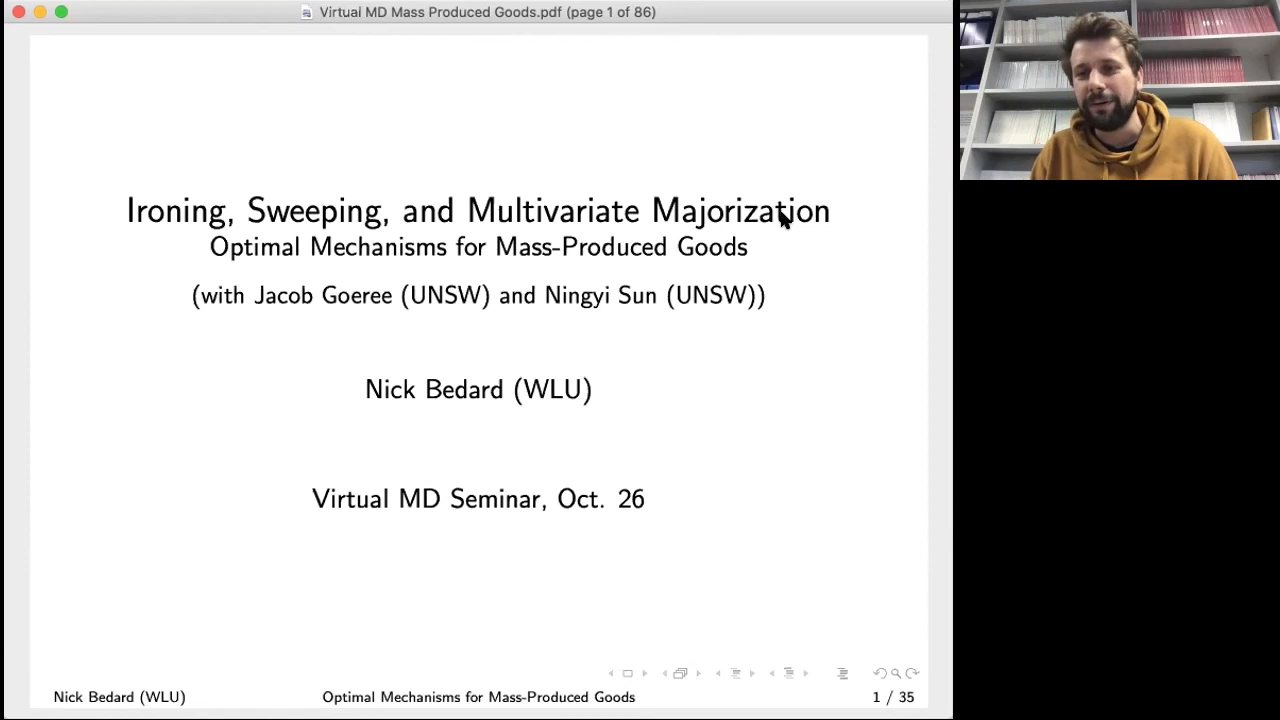 Virtual MD Mass Produced Goods.pdf (page 1 of 86)
Ironing, Sweeping, and Multivariate Majorization
Optimal Mechanisms for Mass-Produced Goods
(with Jacob Goeree (UNSW) and Ningyi Sun (UNSW))
Nick Bedard (WLU)
Virtual MD Seminar, Oct. 26
Nick Bedard (WLU) Optimal Mechanisms for Mass-Produced Goods 1 / 35